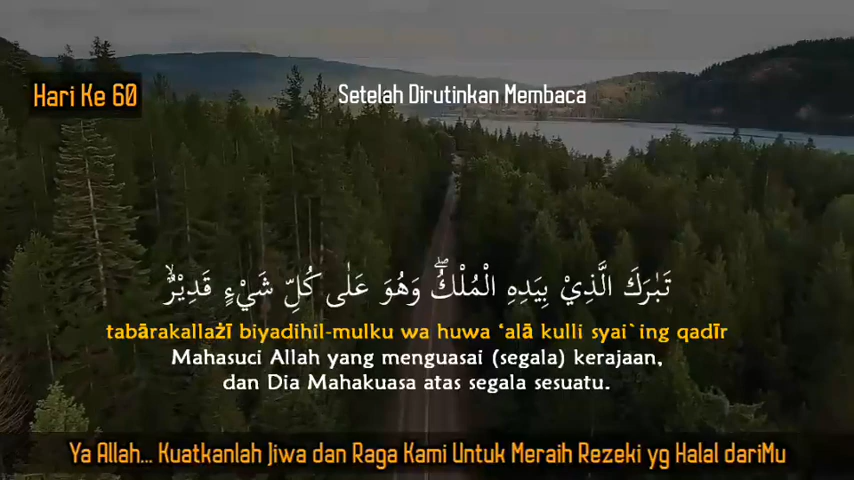 Hari Ke 60
Setelah Dirutinkan Membaca
تَبٰرَكَ الَّذِيْ بِيَدِهِ الْمُلْكُۖ وَهُوَ عَلٰى كُلِّ شَيْءٍ قَدِيْرٌۙ
tabārakallażī biyadihil-mulku wa huwa ‘alā kulli syai`ing qadīr
Mahasuci Allah yang menguasai (segala) kerajaan,
dan Dia Mahakuasa atas segala sesuatu.
Ya Allah... Kuatkanlah Jiwa dan Raga Kami Untuk Meraih Rezeki yg Halal dariMu